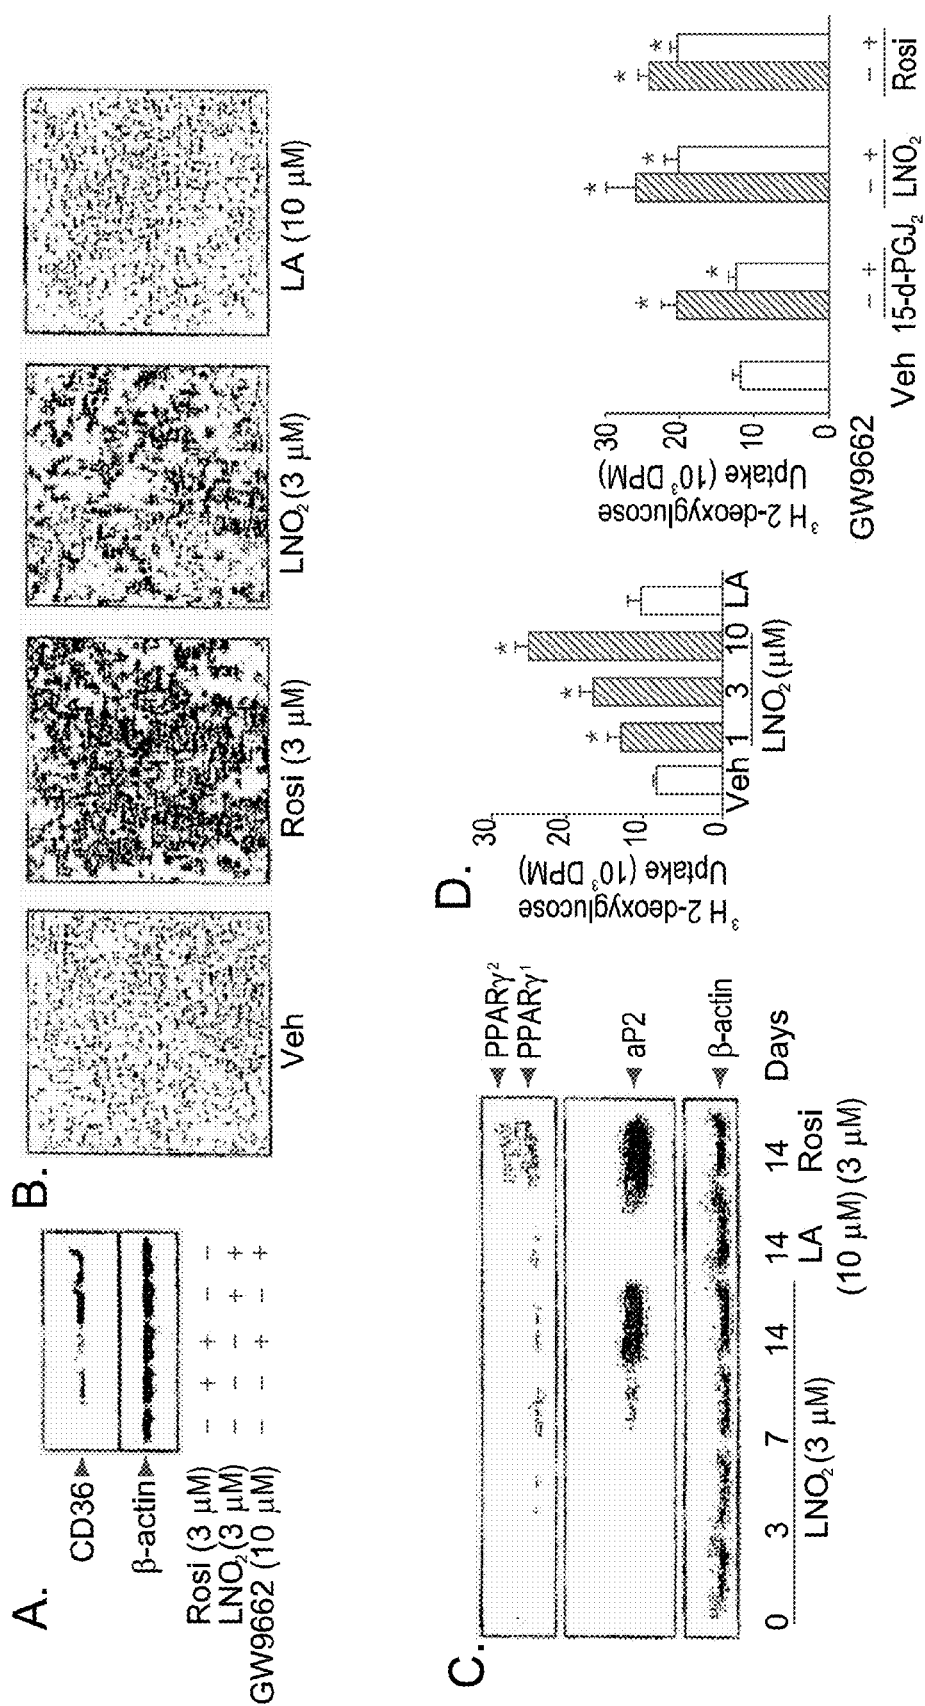 A.
CD36
β-actin
Rosi (3 μM) − + + − −
LNO₂ (3 μM) − − − + +
GW9662 (10 μM) − − + − +
B.
Veh
Rosi (3 μM)
LNO₂ (3 μM)
LA (10 μM)
C.
PPARγ²
PPARγ¹
aP2
β-actin
0 3 7 14 14 14 Days
LNO₂ (3 μM)
LA Rosi
(10 μM) (3 μM)
D.
³H 2-deoxyglucose
Uptake (10³ DPM)
30
20
10
0
* * *
Veh 1 3 10 LA
LNO₂ (μM)
³H 2-deoxyglucose
Uptake (10³ DPM)
30
20
10
0
* * * * * *
GW9662 − + − + − +
Veh 15-d-PGJ₂ LNO₂ Rosi